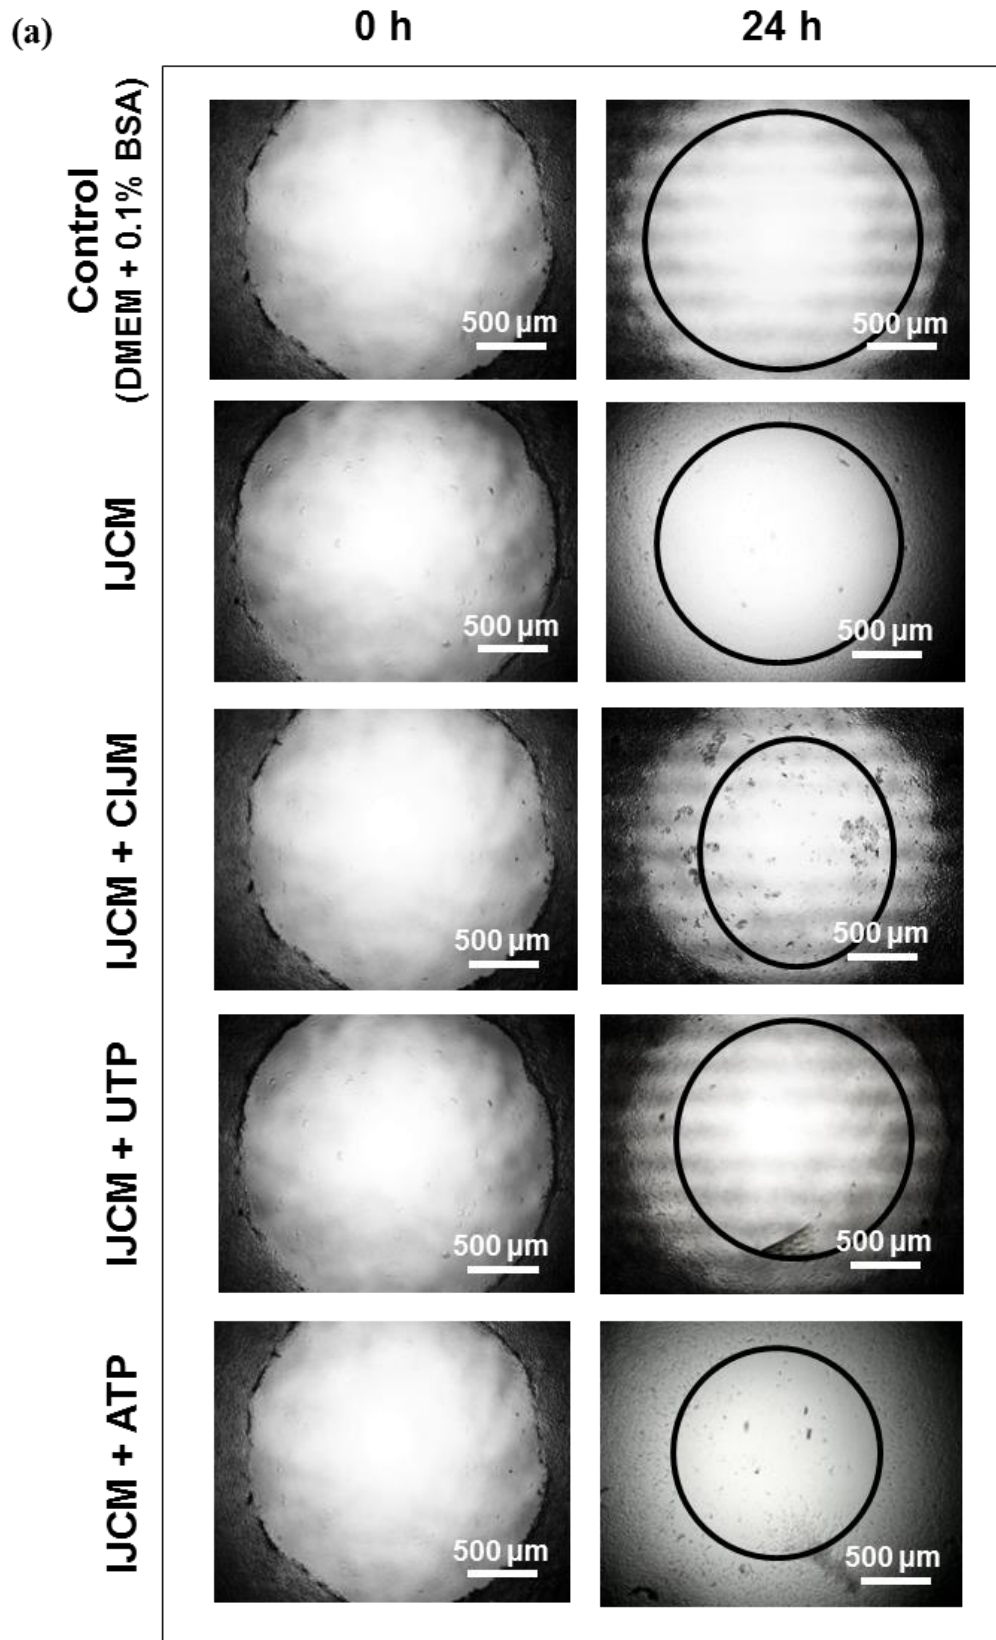 (a)
0 h
24 h
Control
(DMEM + 0.1% BSA)
500 µm
500 µm
IJCM
500 µm
500 µm
IJCM + CIJM
500 µm
500 µm
IJCM + UTP
500 µm
500 µm
IJCM + ATP
500 µm
500 µm